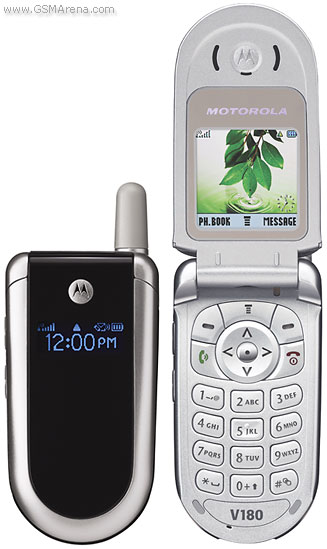 www.GSMArena.com
MOTOROLA
PH.BOOK MESSAGE
12:00PM
1
2 ABC
3 DEF
4 GHI
5 JKL
6 MNO
7 PQRS
8 TUV
9 WXYZ
*
0 +
#
V180